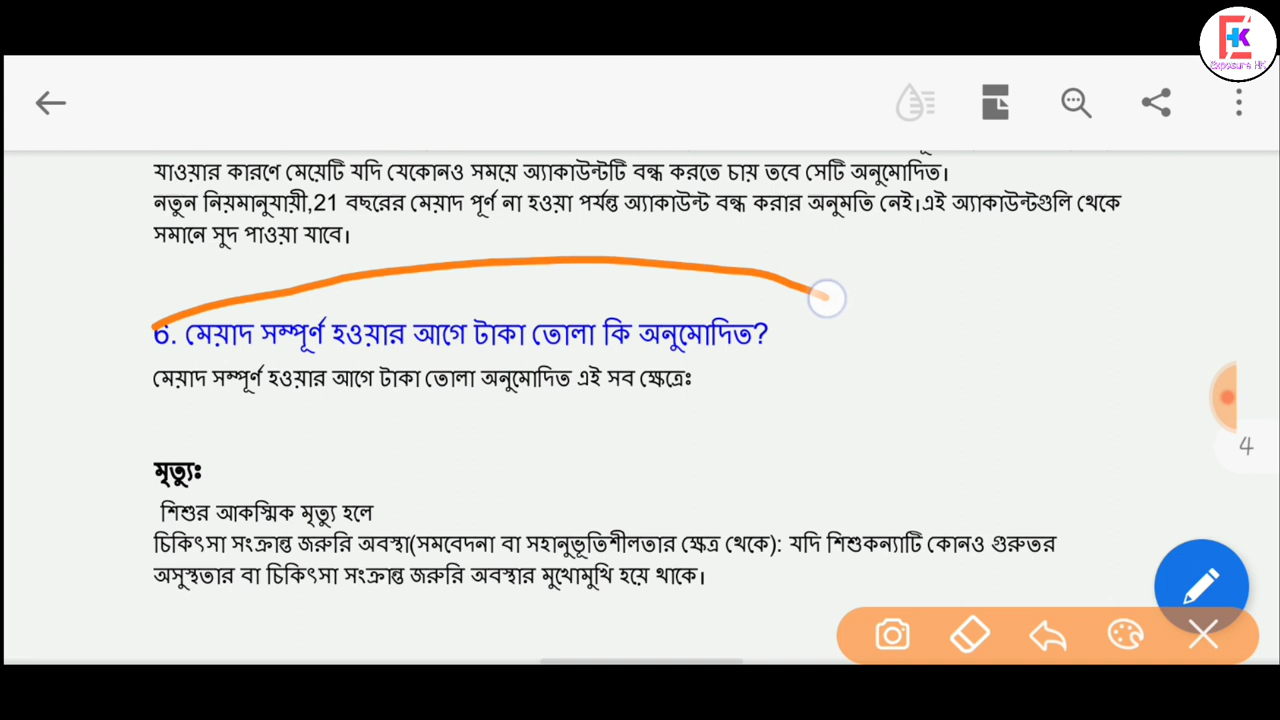 Exposure HK
যাওয়ার কারণে মেয়েটি যদি যেকোনও সময়ে অ্যাকাউন্টটি বন্ধ করতে চায় তবে সেটি অনুমোদিত।
নতুন নিয়মানুযায়ী,21 বছরের মেয়াদ পূর্ণ না হওয়া পর্যন্ত অ্যাকাউন্ট বন্ধ করার অনুমতি নেই।এই অ্যাকাউন্টগুলি থেকে
সমানে সুদ পাওয়া যাবে।
6. মেয়াদ সম্পূর্ণ হওয়ার আগে টাকা তোলা কি অনুমোদিত?
মেয়াদ সম্পূর্ণ হওয়ার আগে টাকা তোলা অনুমোদিত এই সব ক্ষেত্রেঃ
4
মৃত্যুঃ
শিশুর আকস্মিক মৃত্যু হলে
চিকিৎসা সংক্রান্ত জরুরি অবস্থা(সমবেদনা বা সহানুভূতিশীলতার ক্ষেত্র থেকে): যদি শিশুকন্যাটি কোনও গুরুতর
অসুস্থতার বা চিকিৎসা সংক্রান্ত জরুরি অবস্থার মুখোমুখি হয়ে থাকে।